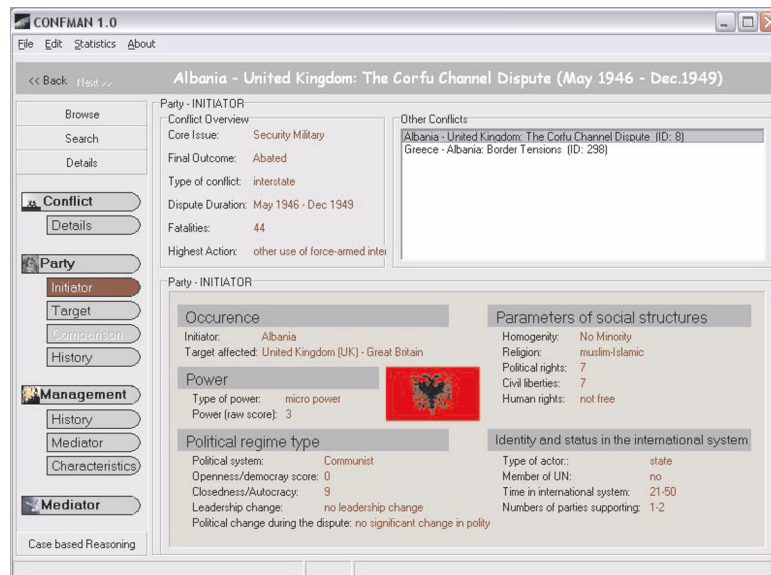 CONFMAN 1.0
File Edit Statistics About
<< Back Next >> Albania - United Kingdom: The Corfu Channel Dispute (May 1946 - Dec.1949)
Browse
Search
Details
Conflict
Details
Party
Initiator
Target
Comparison
History
Management
History
Mediator
Characteristics
Mediator
Case based Reasoning
Party - INITIATOR
Conflict Overview
Core Issue: Security Military
Final Outcome: Abated
Type of conflict: interstate
Dispute Duration: May 1946 - Dec 1949
Fatalities: 44
Highest Action: other use of force-armed inter
Other Conflicts
Albania - United Kingdom: The Corfu Channel Dispute (ID: 8)
Greece - Albania: Border Tensions (ID: 298)
Party - INITIATOR
Occurence
Initiator: Albania
Target affected: United Kingdom (UK) - Great Britain
Power
Type of power: micro power
Power (raw score): 3
Political regime type
Political system: Communist
Openness/democray score: 0
Closedness/Autocracy: 9
Leadership change: no leadership change
Political change during the dispute: no significant change in polity
Parameters of social structures
Homogenity: No Minority
Religion: muslim-Islamic
Political rights: 7
Civil liberties: 7
Human rights: not free
Identity and status in the international system
Type of actor:: state
Member of UN: no
Time in international system: 21-50
Numbers of parties supporting: 1-2